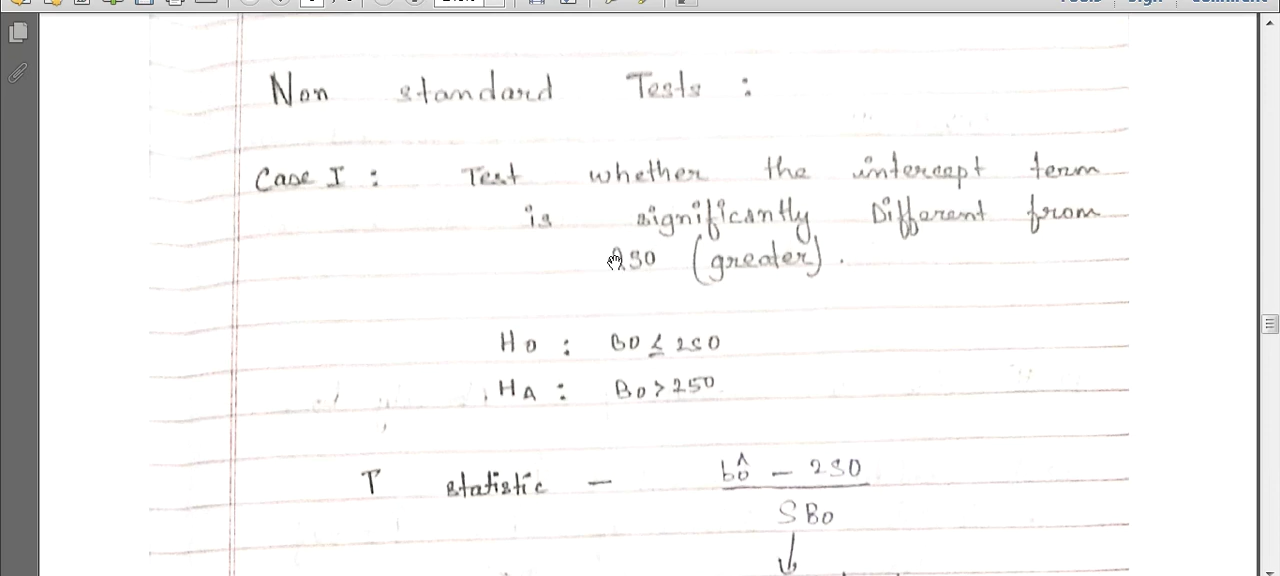 Non standard Tests :
Case I : Test whether the intercept term
is significantly Different from
250 (greater).
H0 : B0 ≤ 250
HA : B0 > 250
T statistic - b̂0 - 250
SB0